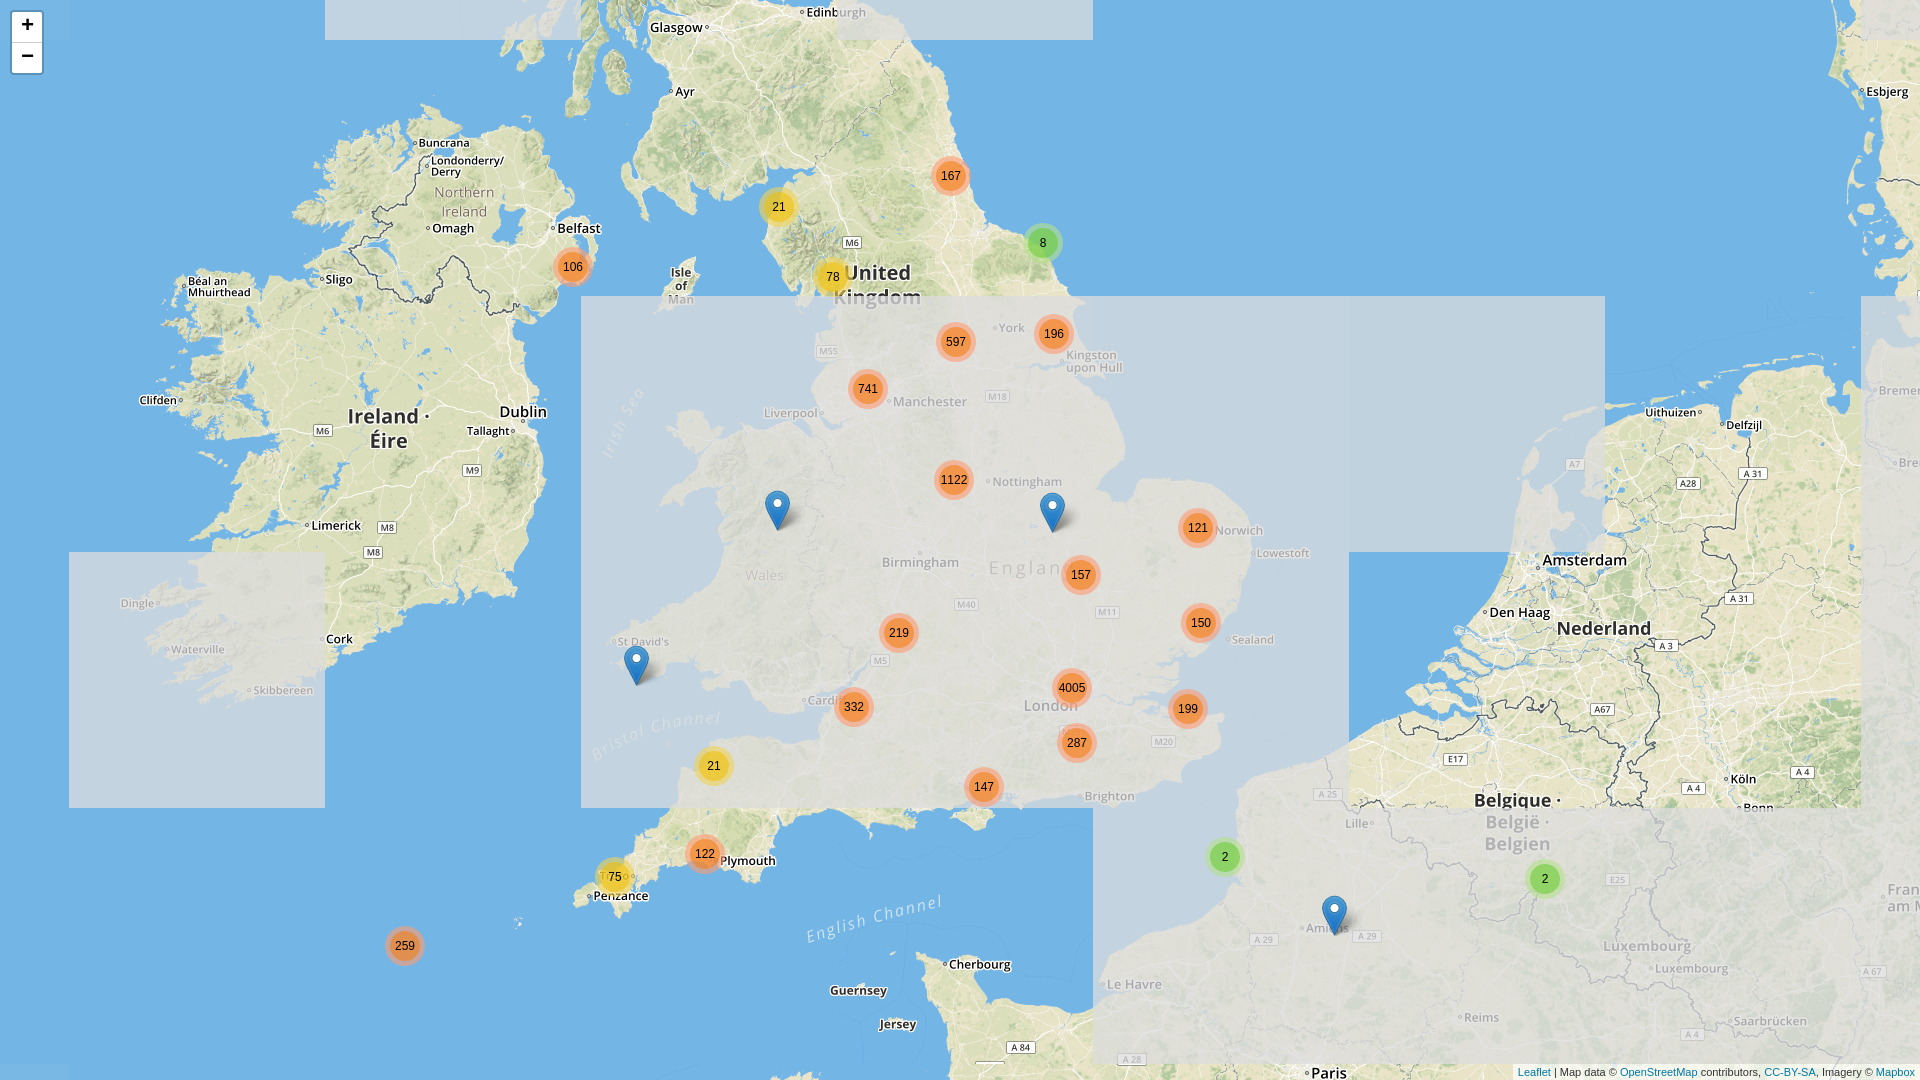 +
−
Edinburgh
Glasgow
Ayr
Esbjerg
Buncrana
Londonderry/
Derry
167
Northern
Ireland
21
Omagh
Belfast
M6
8
106
78
United
Kingdom
Isle
of
Man
Sligo
Béal an
Mhuirthead
597
York
196
M55
Kingston
upon Hull
741
Manchester
M18
Bremer
Clifden
Dublin
Liverpool
Uithuizen
Ireland ·
Éire
M6
Tallaght
Delfzijl
Irish Sea
M9
A7
A 31
Bre
1122
Nottingham
A28
Limerick
M8
121
Norwich
M8
Lowestoft
Birmingham
Englan
Amsterdam
Wales
157
Dingle
M40
M11
A 31
Den Haag
219
150
Nederland
Cork
St David's
Sealand
Waterville
M5
A 3
Skibbereen
4005
Cardif
332
London
199
A67
Bristol Channel
287
M20
E17
21
147
Brighton
A 25
Köln
A 4
A 4
Bonn
Belgique ·
België ·
Belgien
Lille
122
Plymouth
2
75
Penzance
2
E25
Fran
am M
English Channel
Amiens
A 29
A 29
259
Luxembourg
Cherbourg
Luxembourg
A 67
Le Havre
Guernsey
Reims
Saarbrücken
Jersey
A 84
A 4
A 4
A 28
Paris
Leaflet | Map data © OpenStreetMap contributors, CC-BY-SA, Imagery © Mapbox